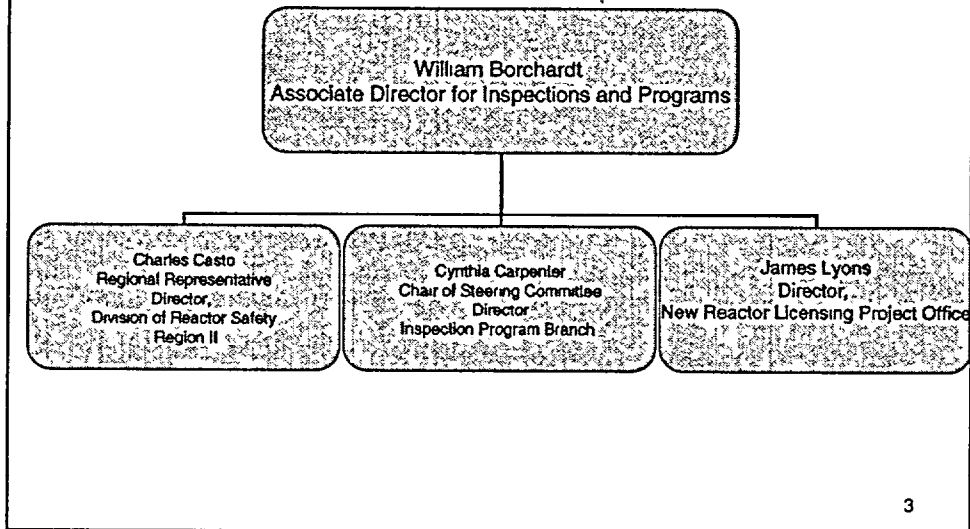 William Borchardt
Associate Director for Inspections and Programs
Charles Casto
Regional Representative
Director,
Division of Reactor Safety
Region II
Cynthia Carpenter
Chair of Steering Committee
Director
Inspection Program Branch
James Lyons
Director,
New Reactor Licensing Project Office
3